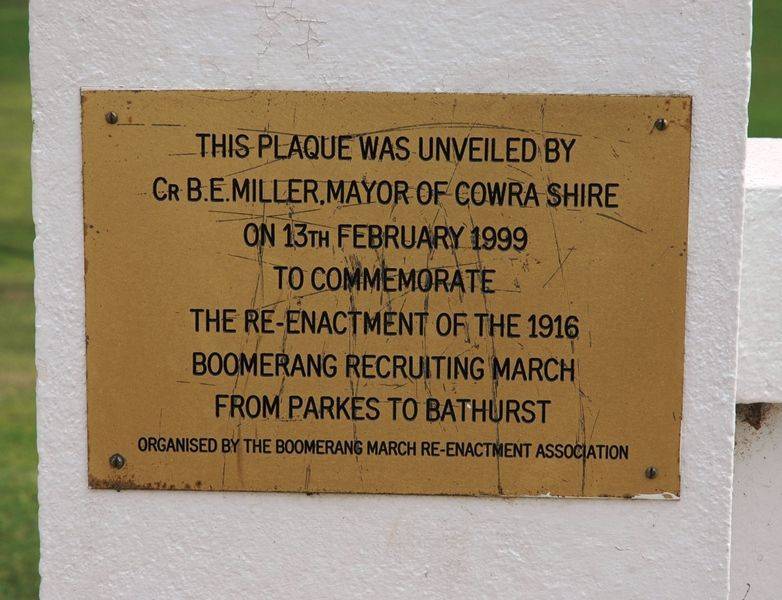 THIS PLAQUE WAS UNVEILED BY
CR B.E.MILLER,MAYOR OF COWRA SHIRE
ON 13TH FEBRUARY 1999
TO COMMEMORATE
THE RE-ENACTMENT OF THE 1916
BOOMERANG RECRUITING MARCH
FROM PARKES TO BATHURST
ORGANISED BY THE BOOMERANG MARCH RE-ENACTMENT ASSOCIATION